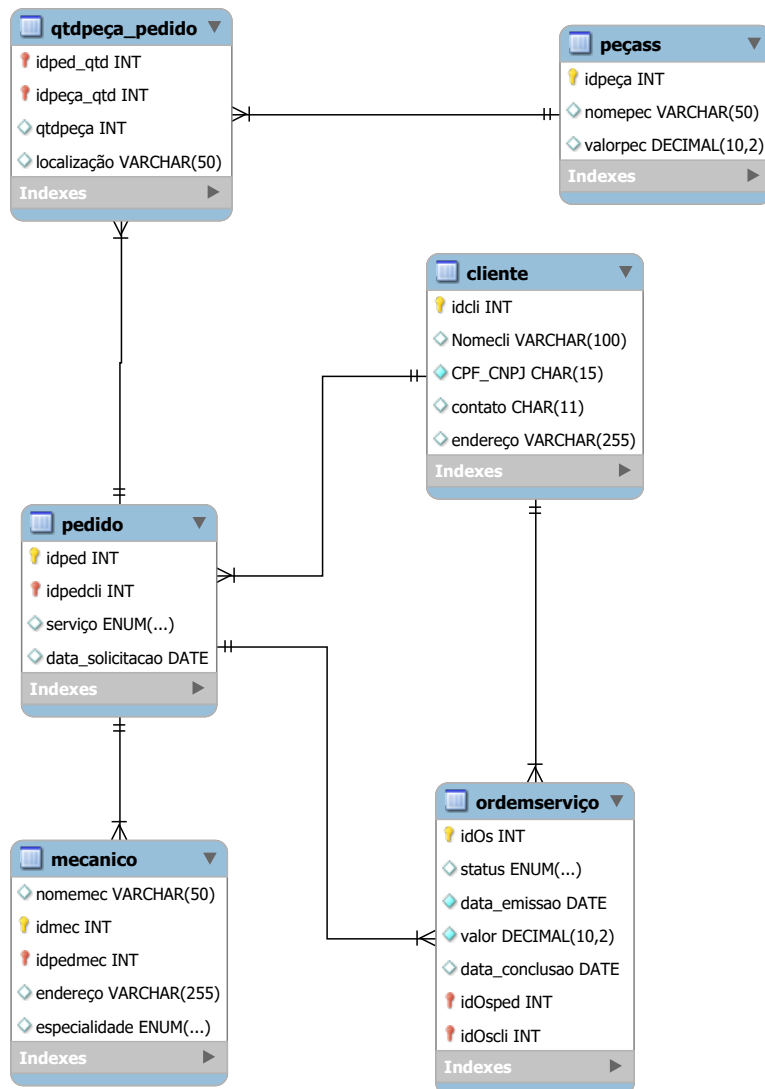 qtdpeça_pedido
idped_qtd INT
idpeça_qtd INT
qtdpeça INT
localização VARCHAR(50)
Indexes
peçass
idpeça INT
nomepec VARCHAR(50)
valorpec DECIMAL(10,2)
Indexes
cliente
idcli INT
Nomecli VARCHAR(100)
CPF_CNPJ CHAR(15)
contato CHAR(11)
endereço VARCHAR(255)
Indexes
pedido
idped INT
idpedcli INT
serviço ENUM(...)
data_solicitacao DATE
Indexes
mecanico
nomemec VARCHAR(50)
idmec INT
idpedmec INT
endereço VARCHAR(255)
especialidade ENUM(...)
Indexes
ordemserviço
idOs INT
status ENUM(...)
data_emissao DATE
valor DECIMAL(10,2)
data_conclusao DATE
idOsped INT
idOscli INT
Indexes